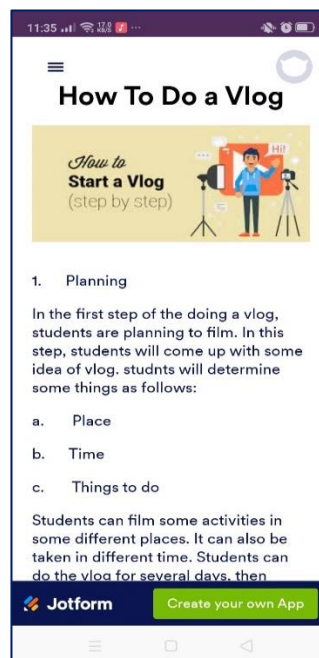 11:35
17.0
KB/S
How To Do a Vlog
How to
Start a Vlog
(step by step)
Hi!
1. Planning
In the first step of the doing a vlog,
students are planning to film. In this
step, students will come up with some
idea of vlog. studnts will determine
some things as follows:
a. Place
b. Time
c. Things to do
Students can film some activities in
some different places. It can also be
taken in different time. Students can
do the vlog for several days, then
Jotform
Create your own App